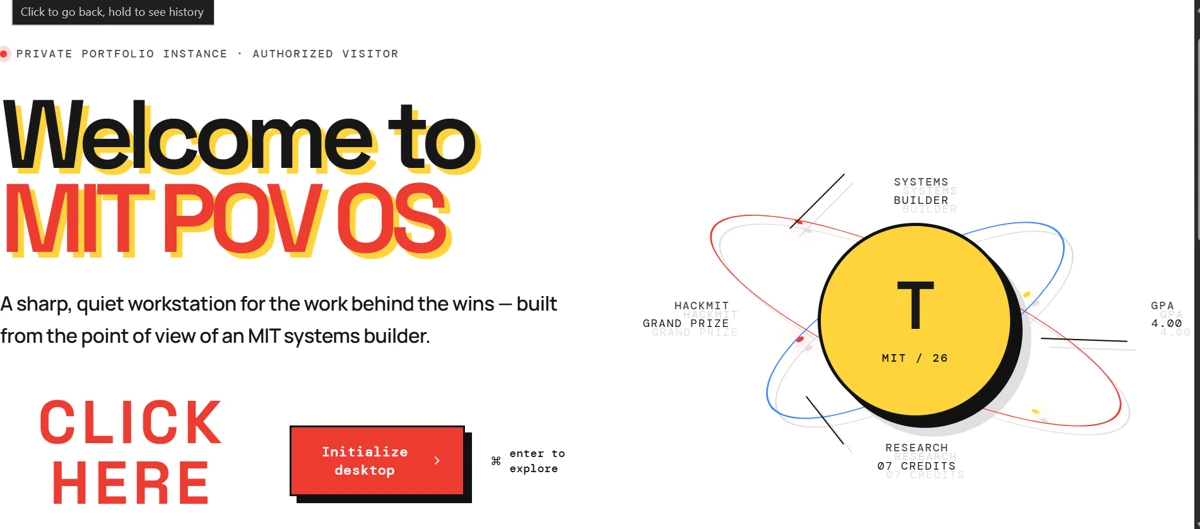 Click to go back, hold to see history
PRIVATE PORTFOLIO INSTANCE · AUTHORIZED VISITOR
Welcome to
MIT POV OS
A sharp, quiet workstation for the work behind the wins — built
from the point of view of an MIT systems builder.
CLICK
HERE
Initialize
desktop ›
⌘ enter to
explore
SYSTEMS
BUILDER
HACKMIT
GRAND PRIZE
T
MIT / 26
GPA
4.00
RESEARCH
07 CREDITS